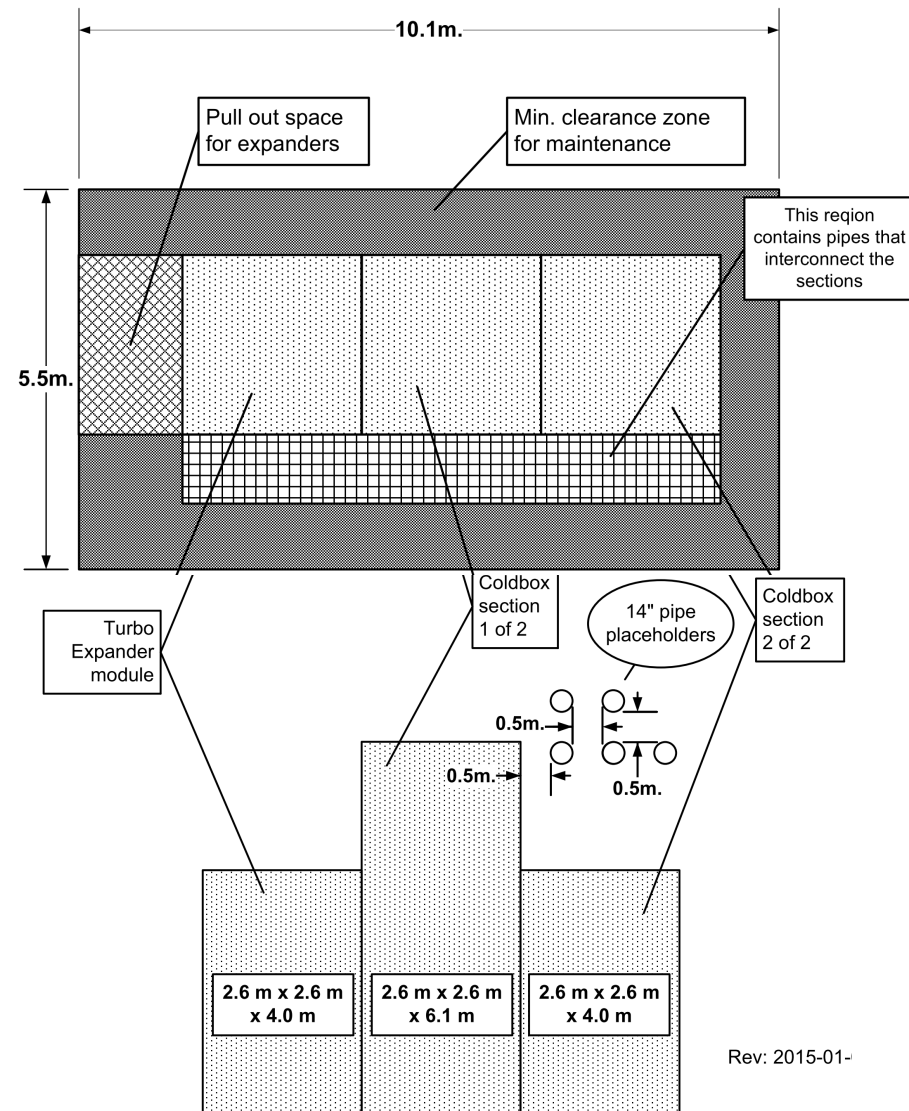 10.1m.
Pull out space
for expanders
Min. clearance zone
for maintenance
This reqion
contains pipes that
interconnect the
sections
5.5m.
Turbo
Expander
module
Coldbox
section
1 of 2
14" pipe
placeholders
Coldbox
section
2 of 2
0.5m.
0.5m.
0.5m.
2.6 m x 2.6 m
x 4.0 m
2.6 m x 2.6 m
x 6.1 m
2.6 m x 2.6 m
x 4.0 m
Rev: 2015-01-